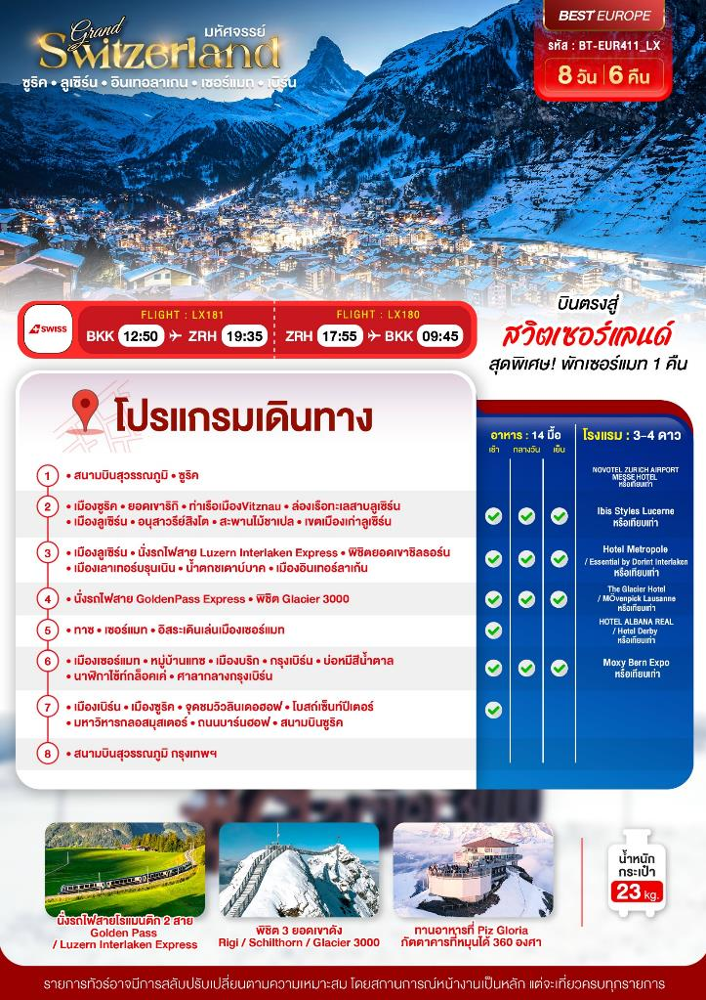 BEST EUROPE
รหัส : BT-EUR411_LX
8 วัน | 6 คืน
Grand
มหัศจรรย์
Switzerland
ซูริค • ลูเซิร์น • อินเทอลาเกน • เซอร์แมท • เบิร์น
SWISS
FLIGHT : LX181
BKK 12:50 ZRH 19:35
FLIGHT : LX180
ZRH 17:55 BKK 09:45
บินตรงสู่
สวิตเซอร์แลนด์
สุดพิเศษ! พักเซอร์แมท 1 คืน
โปรแกรมเดินทาง
อาหาร : 14 มื้อ
เช้า กลางวัน เย็น
โรงแรม : 3-4 ดาว
1 • สนามบินสุวรรณภูมิ • ซูริค
NOVOTEL ZURICH AIRPORT
MESSE HOTEL
หรือเทียบเท่า
2 • เมืองซูริค • ยอดเขาริกิ • ท่าเรือเมืองVitznau • ล่องเรือทะเลสาบลูเซิร์น
• เมืองลูเซิร์น • อนุสาวรีย์สิงโต • สะพานไม้ชาเปล • เขตเมืองเก่าลูเซิร์น
Ibis Styles Lucerne
หรือเทียบเท่า
3 • เมืองลูเซิร์น • นั่งรถไฟสาย Luzern Interlaken Express • พิชิตยอดเขาชิลธอร์น
• เมืองเลาเทอร์บรุนเนิน • น้ำตกชเตาบ์บาค • เมืองอินเทอร์ลาเก้น
Hotel Metropole
/ Essential by Dorint Interlaken
หรือเทียบเท่า
4 • นั่งรถไฟสาย GoldenPass Express • พิชิต Glacier 3000
The Glacier Hotel
/ MÖvenpick Lausanne
หรือเทียบเท่า
5 • ทาซ • เซอร์แมท • อิสระเดินเล่นเมืองเซอร์แมท
HOTEL ALBANA REAL
/ Hotel Derby
หรือเทียบเท่า
6 • เมืองเซอร์แมท • หมู่บ้านแทซ • เมืองบริก • กรุงเบิร์น • บ่อหมีสีน้ำตาล
• นาฬิกาไซ้ท์กล็อคเค่ • ศาลากลางกรุงเบิร์น
Moxy Bern Expo
หรือเทียบเท่า
7 • เมืองเบิร์น • เมืองซูริค • จุดชมวิวลินเดอฮอฟ • โบสถ์เซ็นท์ปีเตอร์
• มหาวิหารกลอสมุสเตอร์ • ถนนบาร์นฮอฟ • สนามบินซูริค
8 • สนามบินสุวรรณภูมิ กรุงเทพฯ
นั่งรถไฟสายโรแมนติก 2 สาย
Golden Pass
/ Luzern Interlaken Express
พิชิต 3 ยอดเขาดัง
Rigi / Schilthorn / Glacier 3000
ทานอาหารที่ Piz Gloria
ภัตตาคารที่หมุนได้ 360 องศา
น้ำหนัก
กระเป๋า
23 kg.
รายการทัวร์อาจมีการสลับปรับเปลี่ยนตามความเหมาะสม โดยสถานการณ์หน้างานเป็นหลัก แต่จะเที่ยวครบทุกรายการ